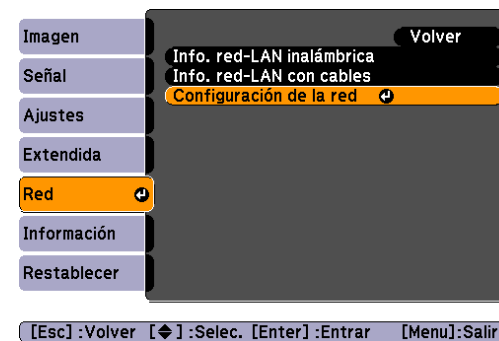 Imagen
Señal
Ajustes
Extendida
Red
Información
Restablecer
Volver
Info. red-LAN inalámbrica
Info. red-LAN con cables
Configuración de la red
[Esc] :Volver [◆] :Selec. [Enter] :Entrar [Menu]:Salir